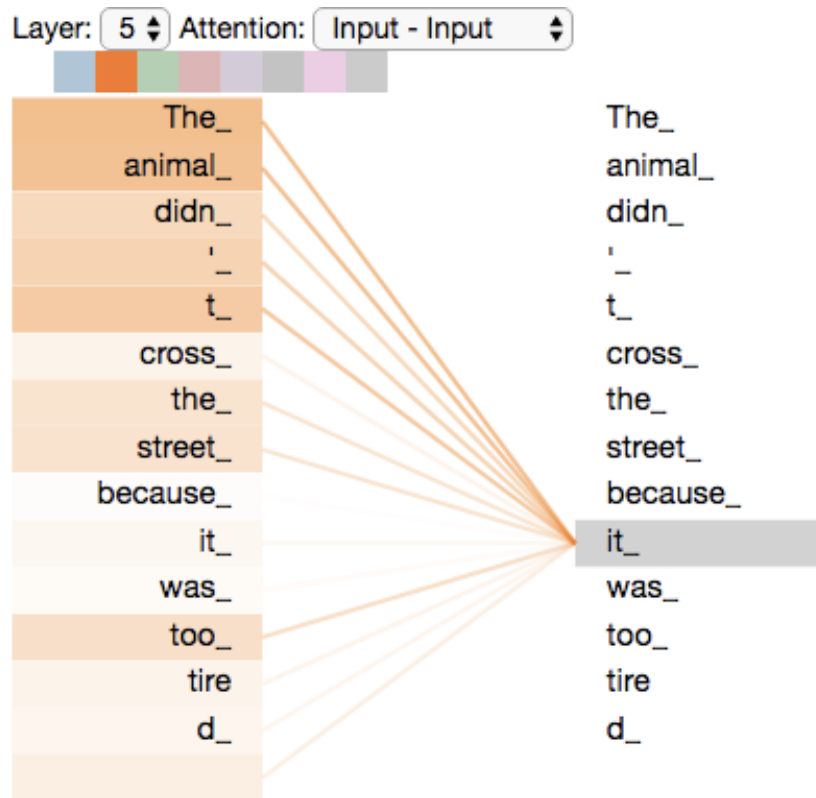 Layer: 5 Attention: Input - Input
The_ The_
animal_ animal_
didn_ didn_
'_ '_
t_ t_
cross_ cross_
the_ the_
street_ street_
because_ because_
it_ it_
was_ was_
too_ too_
tire tire
d_ d_